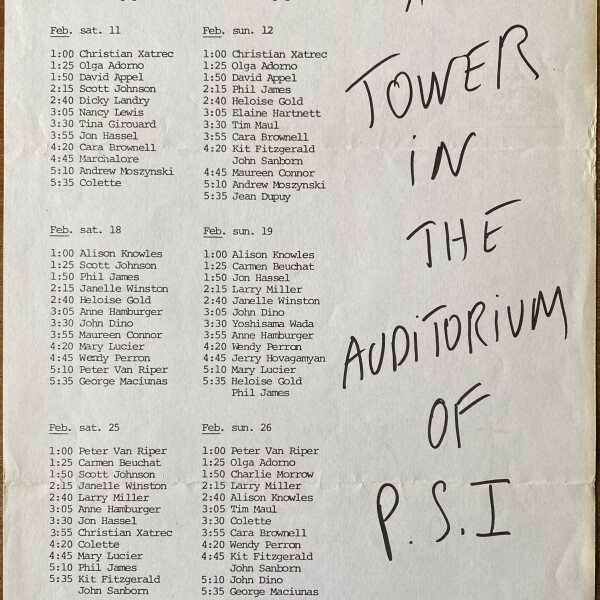 Feb. sat. 11
1:00 Christian Xatrec
1:25 Olga Adorno
1:50 David Appel
2:15 Scott Johnson
2:40 Dicky Landry
3:05 Nancy Lewis
3:30 Tina Girouard
3:55 Jon Hassel
4:20 Cara Brownell
4:45 Marchalore
5:10 Andrew Moszynski
5:35 Colette
Feb. sun. 12
1:00 Christian Xatrec
1:25 Olga Adorno
1:50 David Appel
2:15 Phil James
2:40 Heloise Gold
3:05 Elaine Hartnett
3:30 Tim Maul
3:55 Cara Brownell
4:20 Kit Fitzgerald
John Sanborn
4:45 Maureen Connor
5:10 Andrew Moszynski
5:35 Jean Dupuy
Feb. sat. 18
1:00 Alison Knowles
1:25 Scott Johnson
1:50 Phil James
2:15 Janelle Winston
2:40 Heloise Gold
3:05 Anne Hamburger
3:30 John Dino
3:55 Maureen Connor
4:20 Mary Lucier
4:45 Wendy Perron
5:10 Peter Van Riper
5:35 George Maciunas
Feb. sun. 19
1:00 Alison Knowles
1:25 Carmen Beuchat
1:50 Jon Hassel
2:15 Larry Miller
2:40 Janelle Winston
3:05 John Dino
3:30 Yoshisama Wada
3:55 Anne Hamburger
4:20 Wendy Perron
4:45 Jerry Hovagamyan
5:10 Mary Lucier
5:35 Heloise Gold
Phil James
Feb. sat. 25
1:00 Peter Van Riper
1:25 Carmen Beuchat
1:50 Scott Johnson
2:15 Janelle Winston
2:40 Larry Miller
3:05 Anne Hamburger
3:30 Jon Hassel
3:55 Christian Xatrec
4:20 Colette
4:45 Mary Lucier
5:10 Phil James
5:35 Kit Fitzgerald
John Sanborn
Feb. sun. 26
1:00 Peter Van Riper
1:25 Olga Adorno
1:50 Charlie Morrow
2:15 Larry Miller
2:40 Alison Knowles
3:05 Tim Maul
3:30 Colette
3:55 Cara Brownell
4:20 Wendy Perron
4:45 Kit Fitzgerald
John Sanborn
5:10 John Dino
5:35 George Maciunas
TOWER
iN
THE
AUDiTORiUM
OF
P.S.I